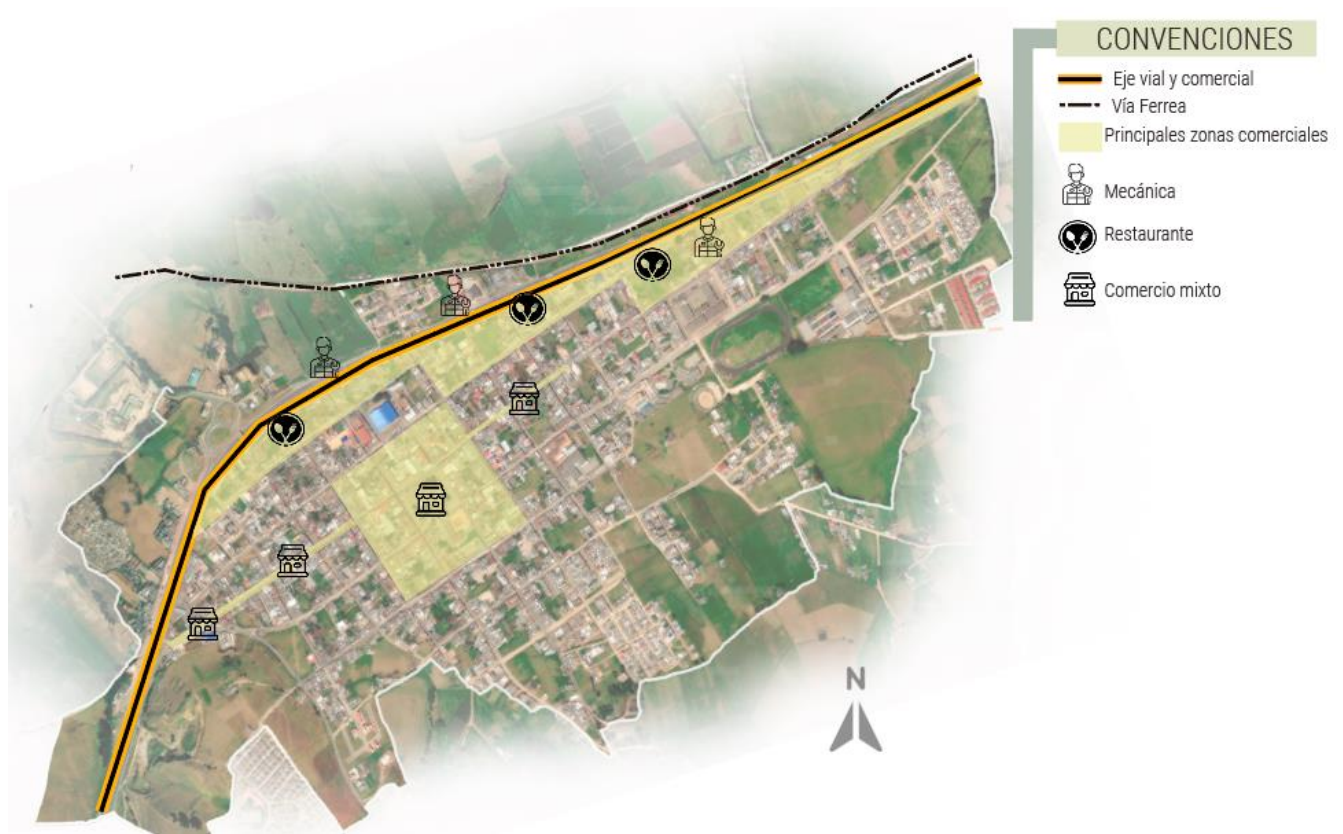 CONVENCIONES
Eje vial y comercial
Vía Ferrea
Principales zonas comerciales
Mecánica
Restaurante
Comercio mixto
N